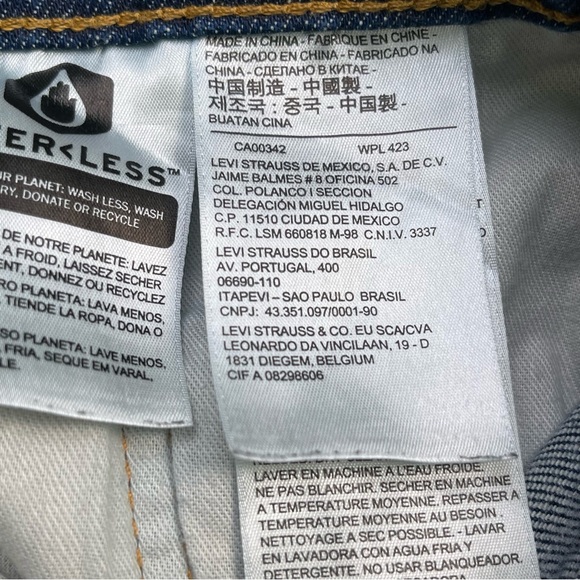 ER<LESS™
UR PLANET: WASH LESS, WASH
RY, DONATE OR RECYCLE
DE NOTRE PLANETE: LAVEZ
A FROID, LAISSEZ SECHER
ENT, DONNEZ OU RECYCLEZ
RO PLANETA: LAVA MENOS,
TIENDE LA ROPA, DONA O
SO PLANETA: LAVE MENOS,
FRIA, SEQUE EM VARAL,
LE.
MADE IN CHINA - FABRIQUE EN CHINE -
FABRICADO EN CHINA - FABRICADO NA
CHINA - СДЕЛАНО В КИТАЕ -
中国制造 - 中國製 -
제조국 : 중국 - 中国製 -
BUATAN CINA
CA00342 WPL 423
LEVI STRAUSS DE MEXICO, S.A. DE C.V.
JAIME BALMES # 8 OFICINA 502
COL. POLANCO I SECCION
DELEGACIÓN MIGUEL HIDALGO
C.P. 11510 CIUDAD DE MEXICO
R.F.C. LSM 660818 M-98 C.N.I.V. 3337
LEVI STRAUSS DO BRASIL
AV. PORTUGAL, 400
06690-110
ITAPEVI – SAO PAULO BRASIL
CNPJ: 43.351.097/0001-90
LEVI STRAUSS & CO. EU SCA/CVA
LEONARDO DA VINCILAAN, 19 - D
1831 DIEGEM, BELGIUM
CIF A 08298606
LAVER EN MACHINE A L'EAU FROIDE.
NE PAS BLANCHIR. SECHER EN MACHINE
A TEMPERATURE MOYENNE. REPASSER A
TEMPERATURE MOYENNE AU BESOIN.
NETTOYAGE A SEC POSSIBLE. - LAVAR
EN LAVADORA CON AGUA FRIA Y
DETERGENTE. NO USAR BLANQUEADOR.